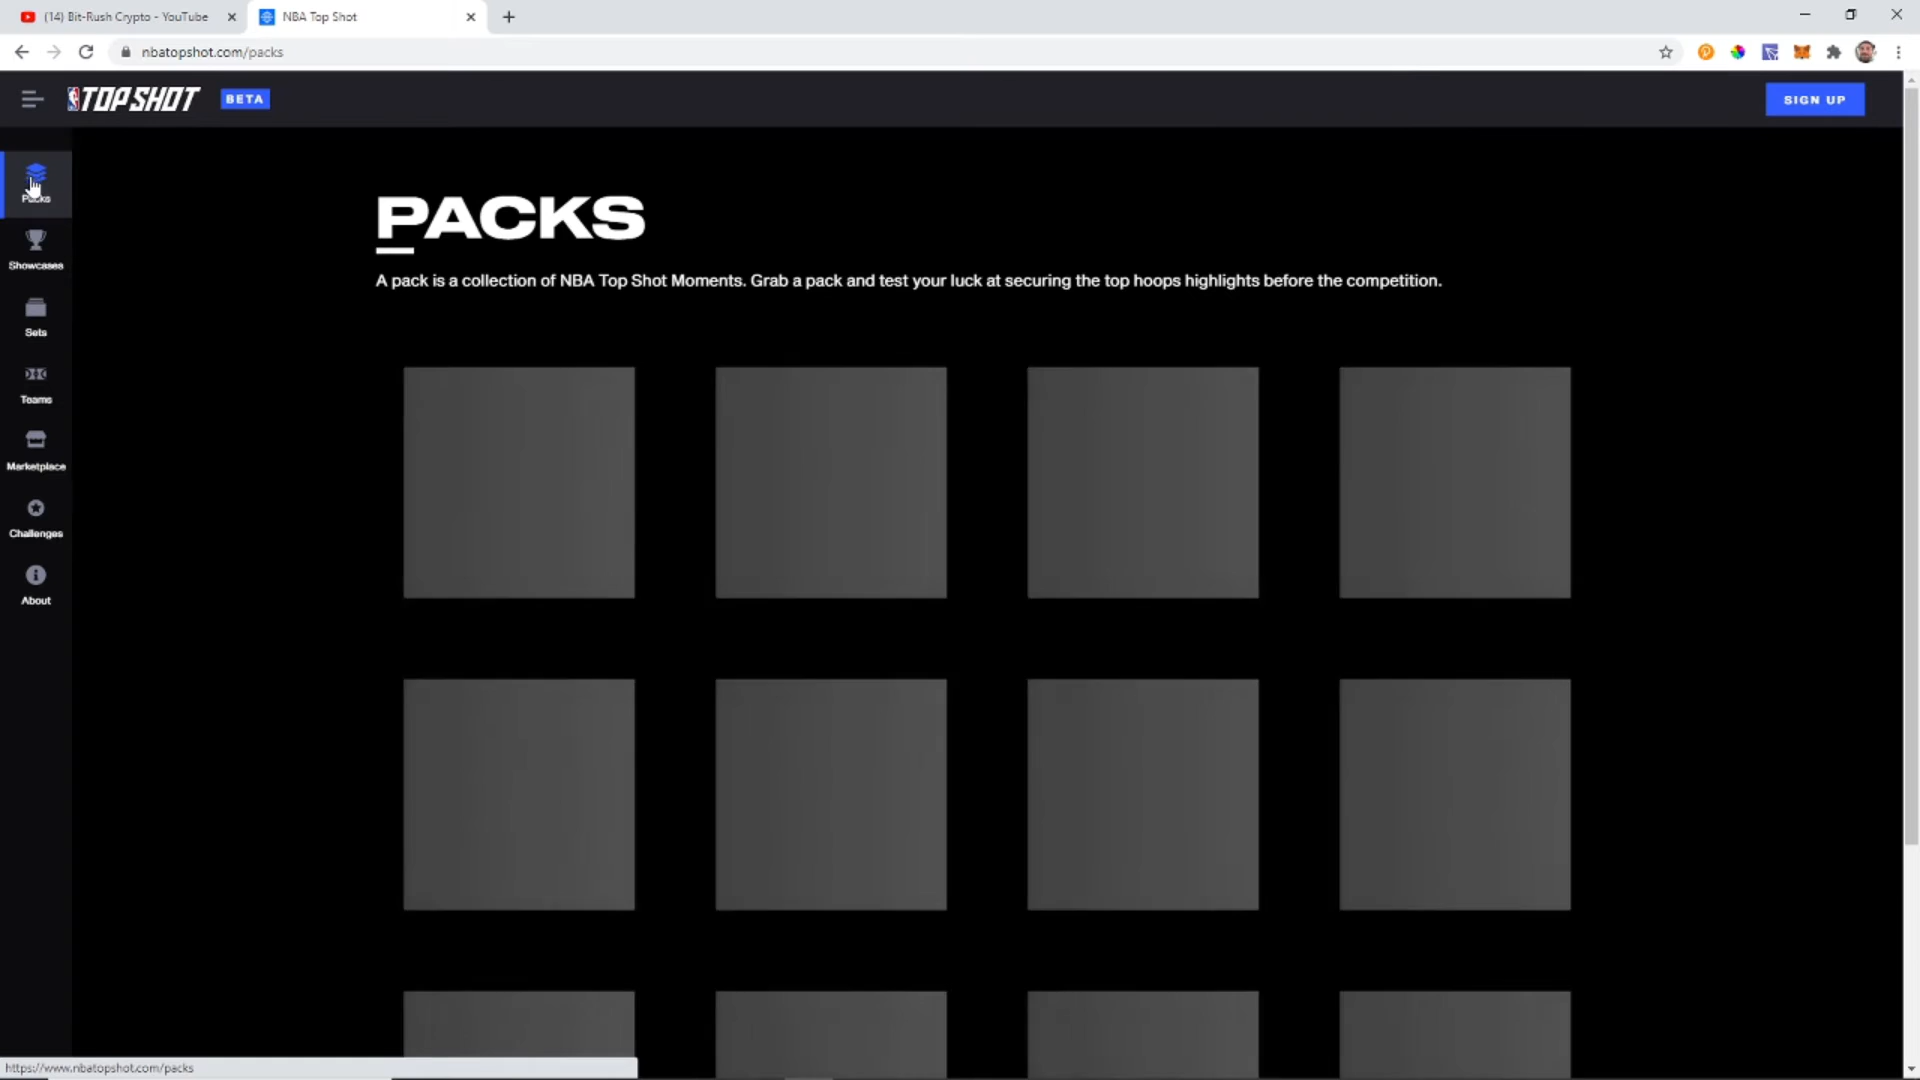 (14) Bit-Rush Crypto - YouTube
NBA Top Shot
nbatopshot.com/packs
TOP SHOT
BETA
SIGN UP
Packs
Showcases
Sets
Teams
Marketplace
Challenges
About
PACKS
A pack is a collection of NBA Top Shot Moments. Grab a pack and test your luck at securing the top hoops highlights before the competition.
https://www.nbatopshot.com/packs